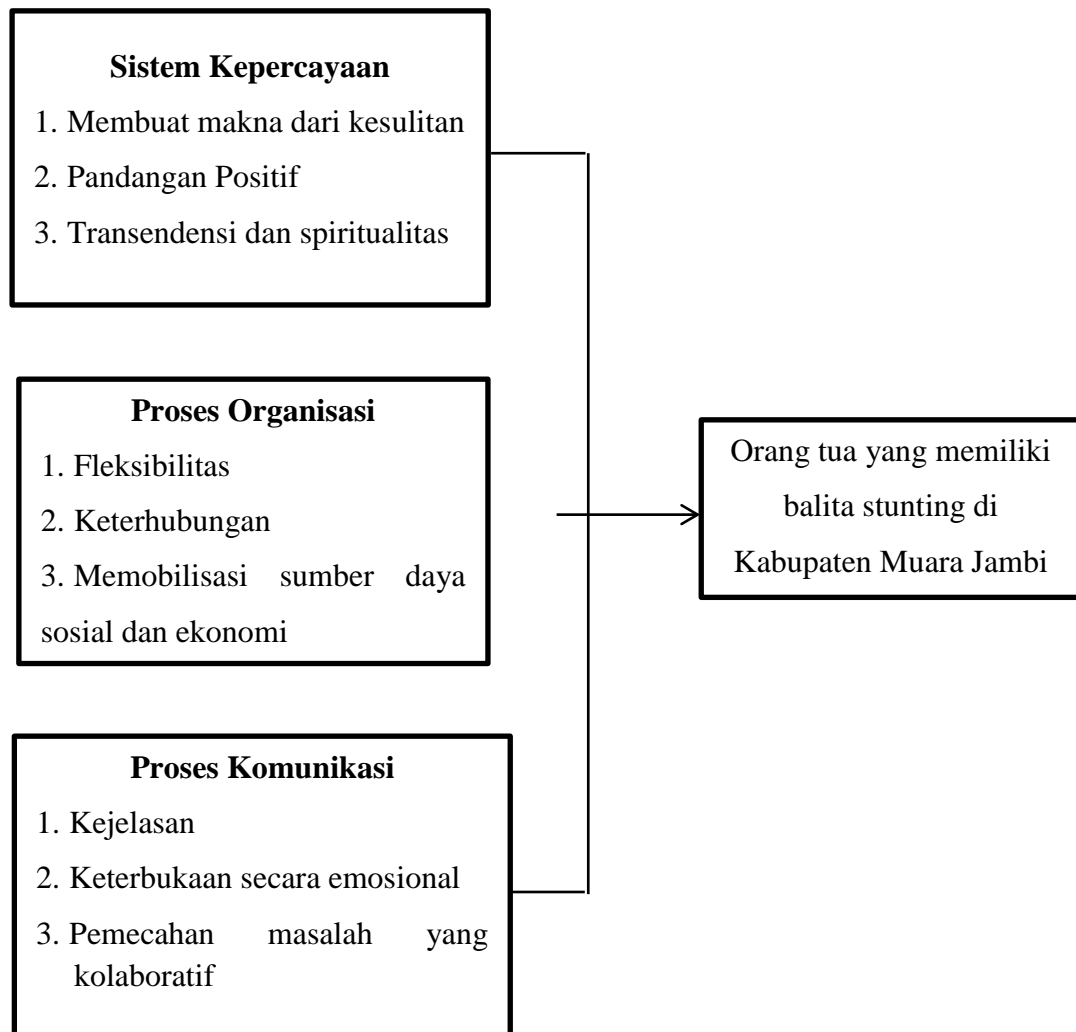 Sistem Kepercayaan
1. Membuat makna dari kesulitan
2. Pandangan Positif
3. Transendensi dan spiritualitas
Proses Organisasi
1. Fleksibilitas
2. Keterhubungan
3. Memobilisasi sumber daya
sosial dan ekonomi
Orang tua yang memiliki
balita stunting di
Kabupaten Muara Jambi
Proses Komunikasi
1. Kejelasan
2. Keterbukaan secara emosional
3. Pemecahan masalah yang
kolaboratif